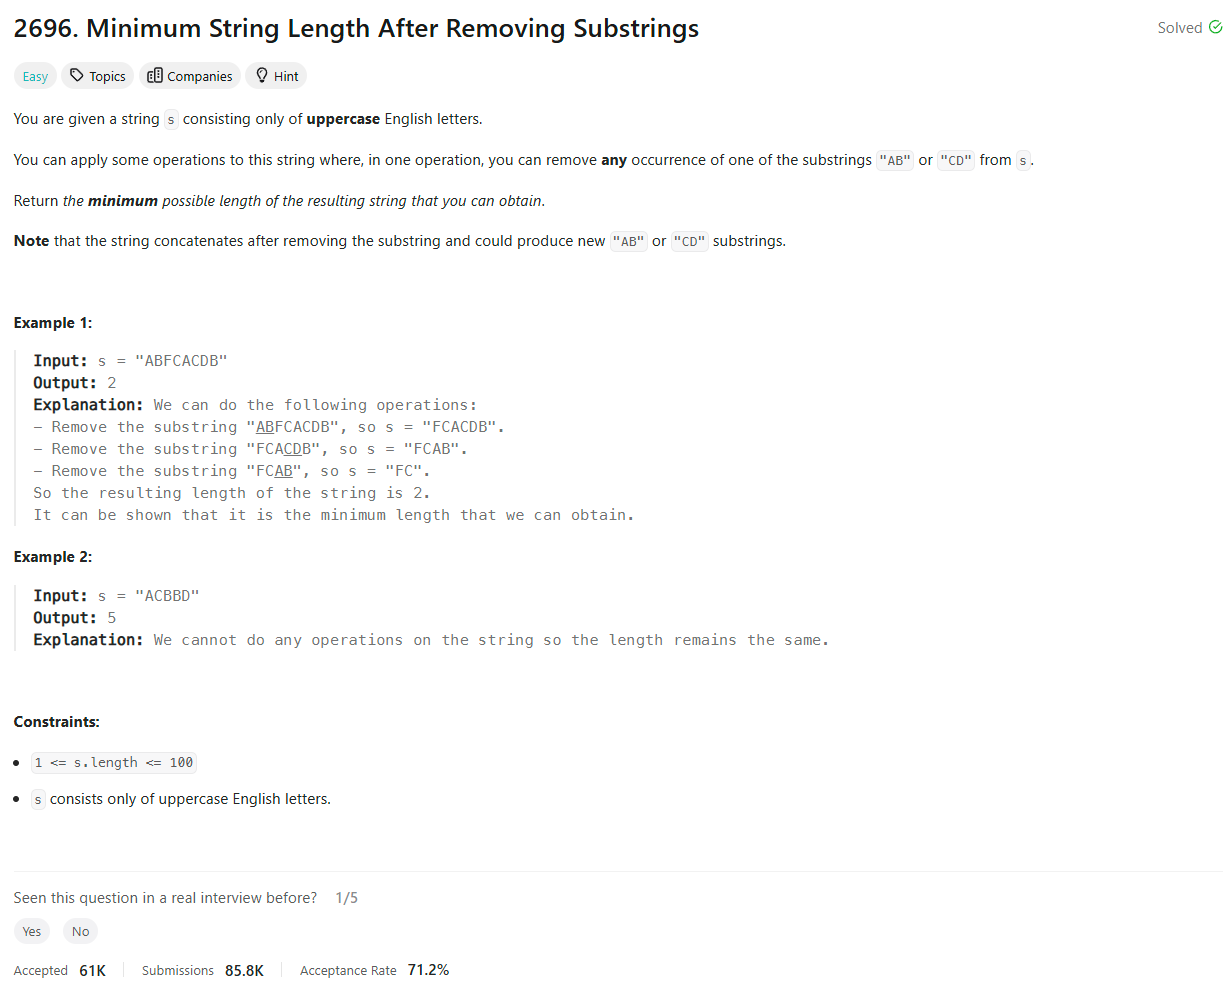 2696. Minimum String Length After Removing Substrings
Solved
Easy Topics Companies Hint
You are given a string s consisting only of uppercase English letters.
You can apply some operations to this string where, in one operation, you can remove any occurrence of one of the substrings "AB" or "CD" from s.
Return the minimum possible length of the resulting string that you can obtain.
Note that the string concatenates after removing the substring and could produce new "AB" or "CD" substrings.
Example 1:
Input: s = "ABFCACDB"
Output: 2
Explanation: We can do the following operations:
- Remove the substring "ABFCACDB", so s = "FCACDB".
- Remove the substring "FCACDB", so s = "FCAB".
- Remove the substring "FCAB", so s = "FC".
So the resulting length of the string is 2.
It can be shown that it is the minimum length that we can obtain.
Example 2:
Input: s = "ACBBD"
Output: 5
Explanation: We cannot do any operations on the string so the length remains the same.
Constraints:
• 1 <= s.length <= 100
• s consists only of uppercase English letters.
Seen this question in a real interview before? 1/5
Yes No
Accepted 61K Submissions 85.8K Acceptance Rate 71.2%